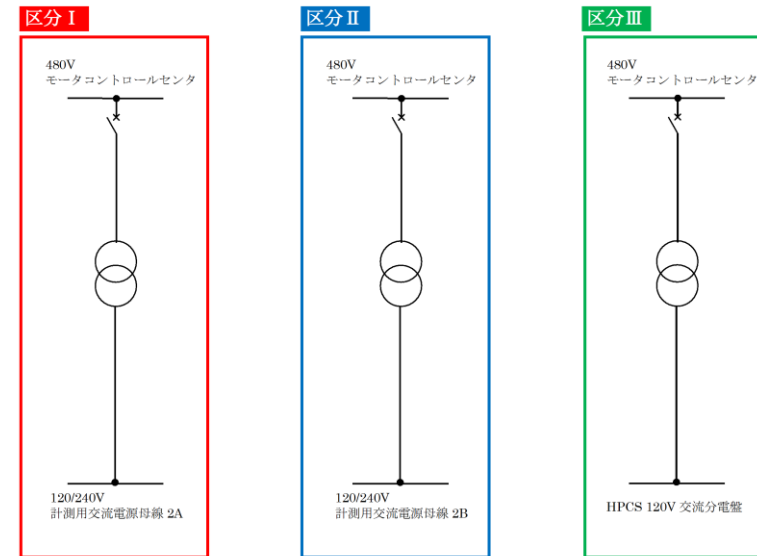 区分Ⅰ
480V
モータコントロールセンタ
120/240V
計測用交流電源母線 2A
区分Ⅱ
480V
モータコントロールセンタ
120/240V
計測用交流電源母線 2B
区分Ⅲ
480V
モータコントロールセンタ
HPCS 120V 交流分電盤